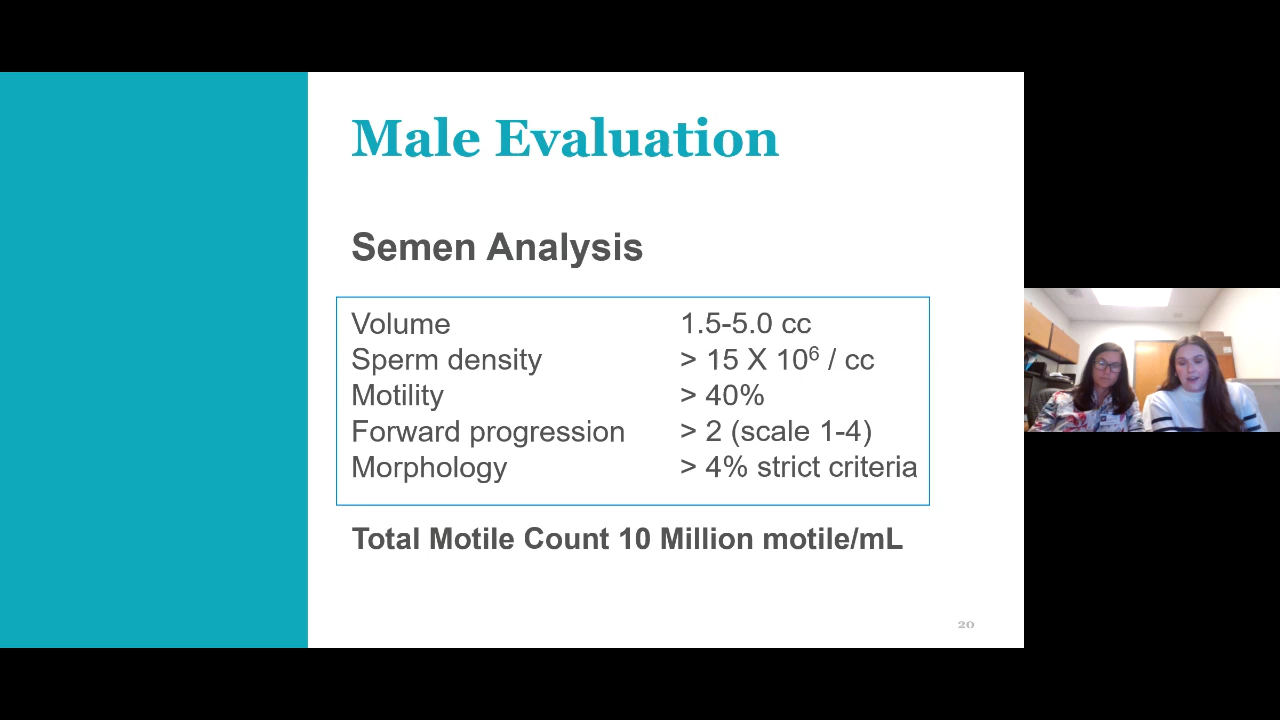 Male Evaluation
Semen Analysis
Volume 1.5-5.0 cc
Sperm density > 15 X 10⁶ / cc
Motility > 40%
Forward progression > 2 (scale 1-4)
Morphology > 4% strict criteria
Total Motile Count 10 Million motile/mL
20